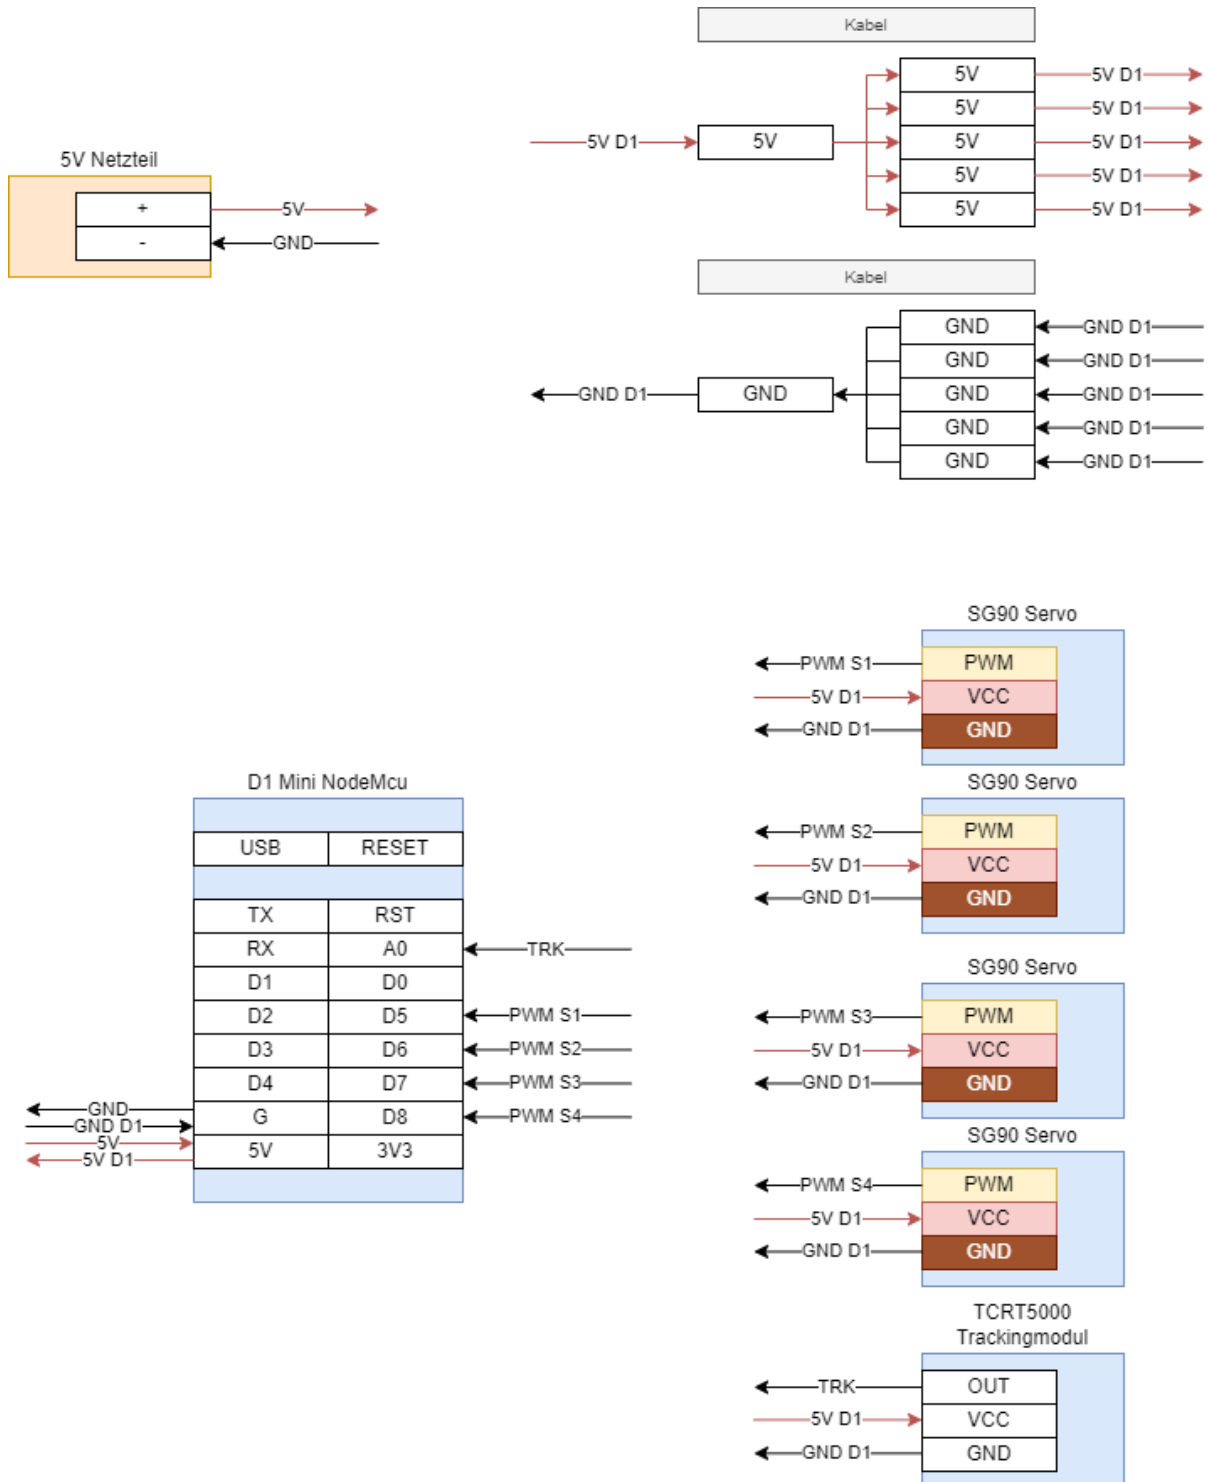 Kabel
5V
5V D1
5V
5V D1
5V D1
5V
5V
5V D1
5V
5V D1
5V
5V D1
5V Netzteil
+
5V
-
GND
Kabel
GND
GND D1
GND
GND D1
GND D1
GND
GND
GND D1
GND
GND D1
GND
GND D1
SG90 Servo
PWM S1
PWM
5V D1
VCC
GND D1
GND
SG90 Servo
PWM S2
PWM
5V D1
VCC
GND D1
GND
SG90 Servo
PWM S3
PWM
5V D1
VCC
GND D1
GND
SG90 Servo
PWM S4
PWM
5V D1
VCC
GND D1
GND
TCRT5000
Trackingmodul
TRK
OUT
5V D1
VCC
GND D1
GND
D1 Mini NodeMcu
USB
RESET
TX
RST
RX
A0
TRK
D1
D0
D2
D5
PWM S1
D3
D6
PWM S2
D4
D7
PWM S3
GND
GND D1
G
D8
PWM S4
5V
5V D1
5V
3V3